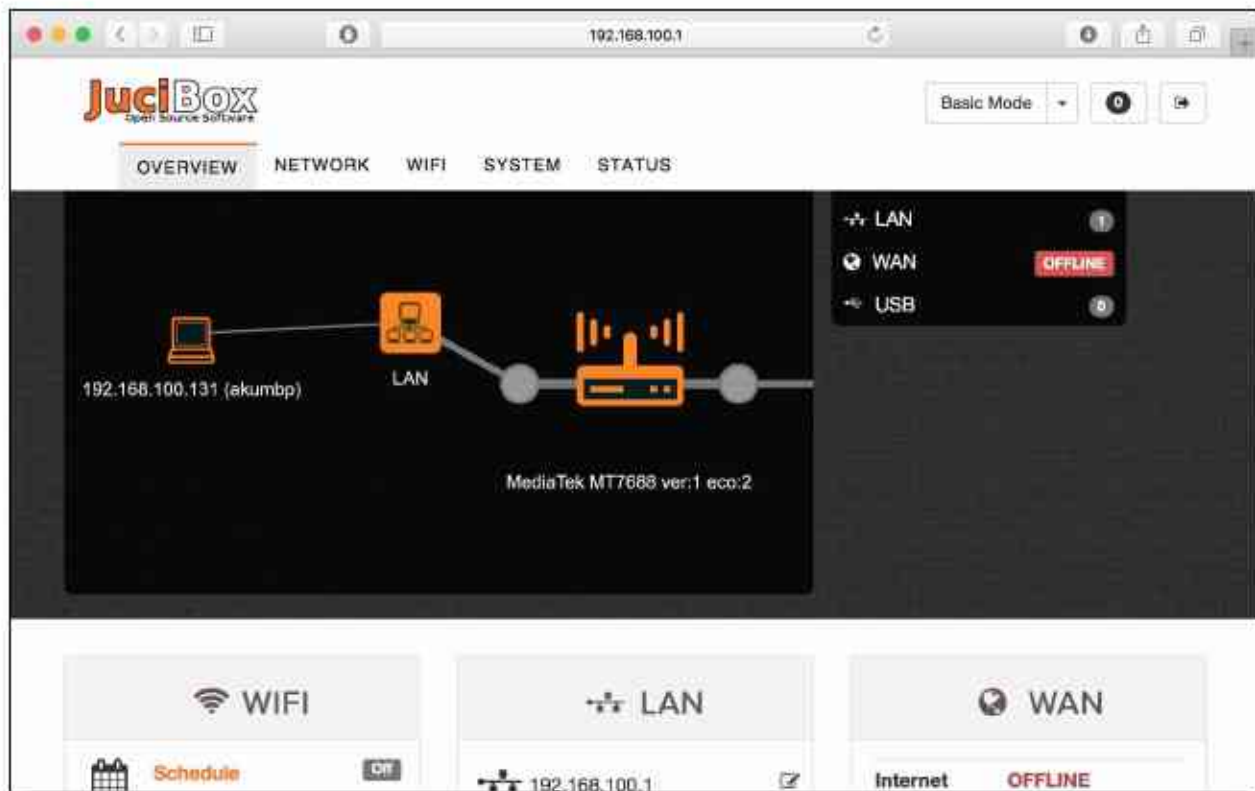 192.168.100.1
JuciBox
Open Source Software
Basic Mode
0
OVERVIEW NETWORK WIFI SYSTEM STATUS
LAN 1
WAN OFFLINE
USB 0
192.168.100.131 (akumbp)
LAN
MediaTek MT7688 ver:1 eco:2
WIFI LAN WAN
Schedule Off
192.168.100.1
Internet OFFLINE